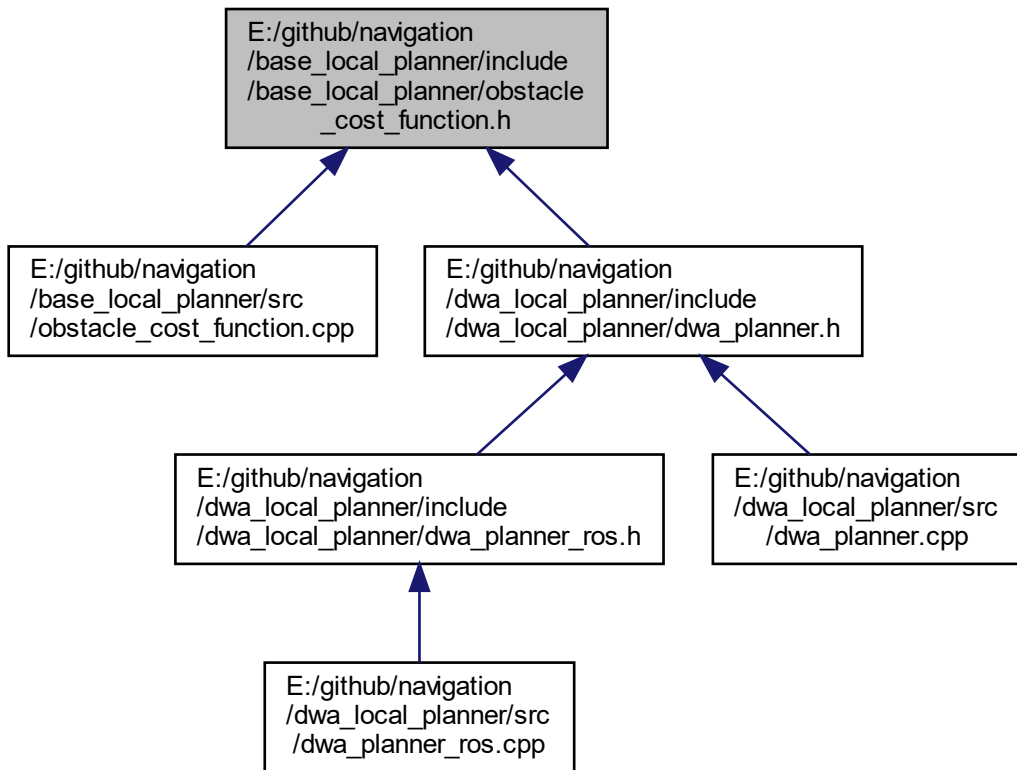 E:/github/navigation
/base_local_planner/include
/base_local_planner/obstacle
_cost_function.h
E:/github/navigation
/base_local_planner/src
/obstacle_cost_function.cpp
E:/github/navigation
/dwa_local_planner/include
/dwa_local_planner/dwa_planner.h
E:/github/navigation
/dwa_local_planner/include
/dwa_local_planner/dwa_planner_ros.h
E:/github/navigation
/dwa_local_planner/src
/dwa_planner.cpp
E:/github/navigation
/dwa_local_planner/src
/dwa_planner_ros.cpp